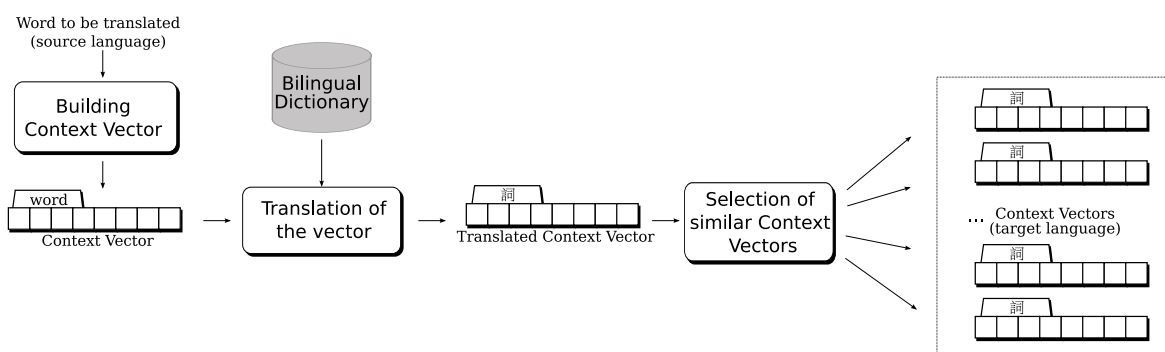 Word to be translated
(source language)
Building
Context Vector
word
Context Vector
Bilingual
Dictionary
Translation of
the vector
詞
Translated Context Vector
Selection of
similar Context
Vectors
詞
詞
... Context Vectors
(target language)
詞
詞